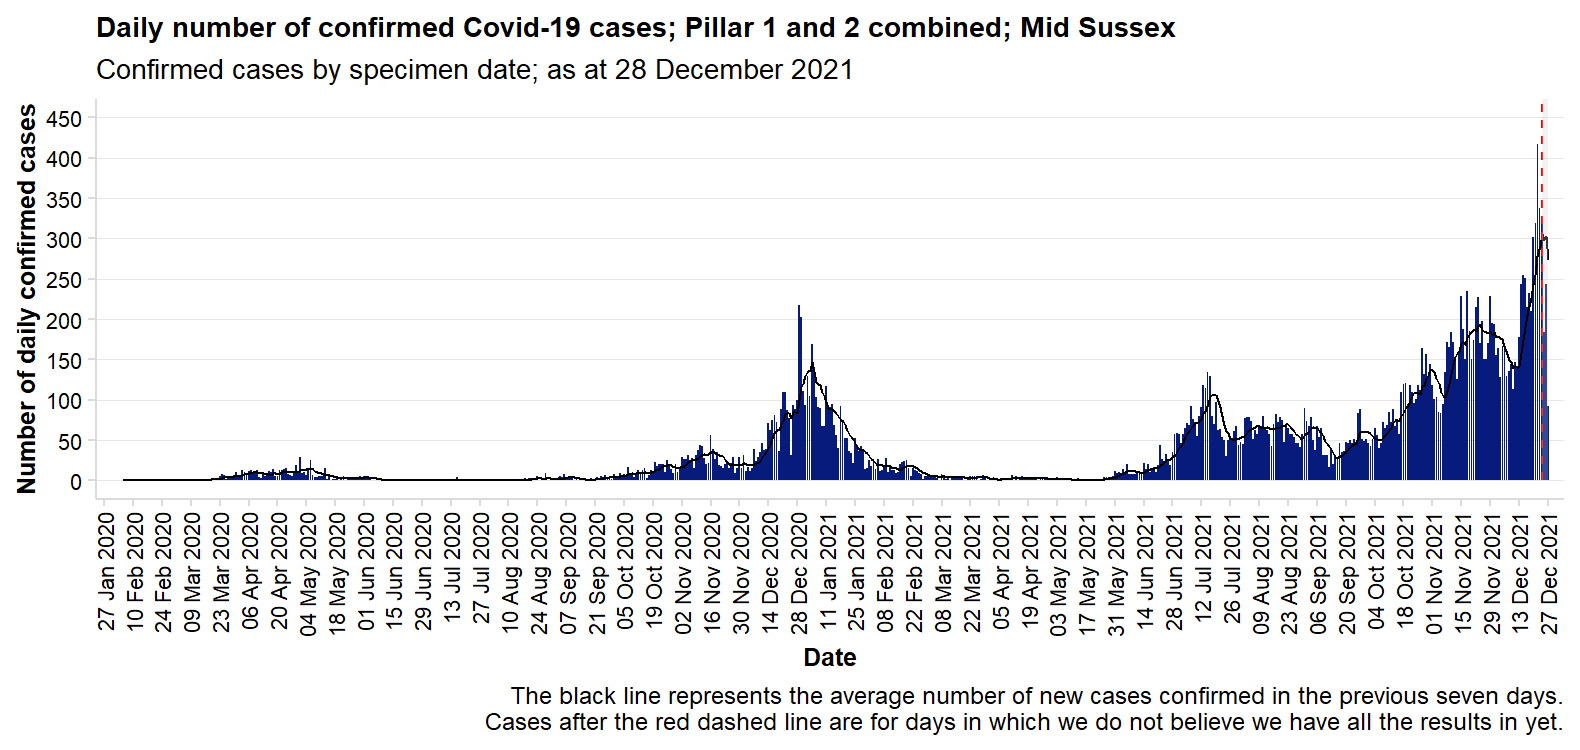 Daily number of confirmed Covid-19 cases; Pillar 1 and 2 combined; Mid Sussex
Confirmed cases by specimen date; as at 28 December 2021
Number of daily confirmed cases
450
400
350
300
250
200
150
100
50
0
27 Jan 2020
10 Feb 2020
24 Feb 2020
09 Mar 2020
23 Mar 2020
06 Apr 2020
20 Apr 2020
04 May 2020
18 May 2020
01 Jun 2020
15 Jun 2020
29 Jun 2020
13 Jul 2020
27 Jul 2020
10 Aug 2020
24 Aug 2020
07 Sep 2020
21 Sep 2020
05 Oct 2020
19 Oct 2020
02 Nov 2020
16 Nov 2020
30 Nov 2020
14 Dec 2020
28 Dec 2020
11 Jan 2021
25 Jan 2021
08 Feb 2021
22 Feb 2021
08 Mar 2021
22 Mar 2021
05 Apr 2021
19 Apr 2021
03 May 2021
17 May 2021
31 May 2021
14 Jun 2021
28 Jun 2021
12 Jul 2021
26 Jul 2021
09 Aug 2021
23 Aug 2021
06 Sep 2021
20 Sep 2021
04 Oct 2021
18 Oct 2021
01 Nov 2021
15 Nov 2021
29 Nov 2021
13 Dec 2021
27 Dec 2021
Date
The black line represents the average number of new cases confirmed in the previous seven days.
Cases after the red dashed line are for days in which we do not believe we have all the results in yet.